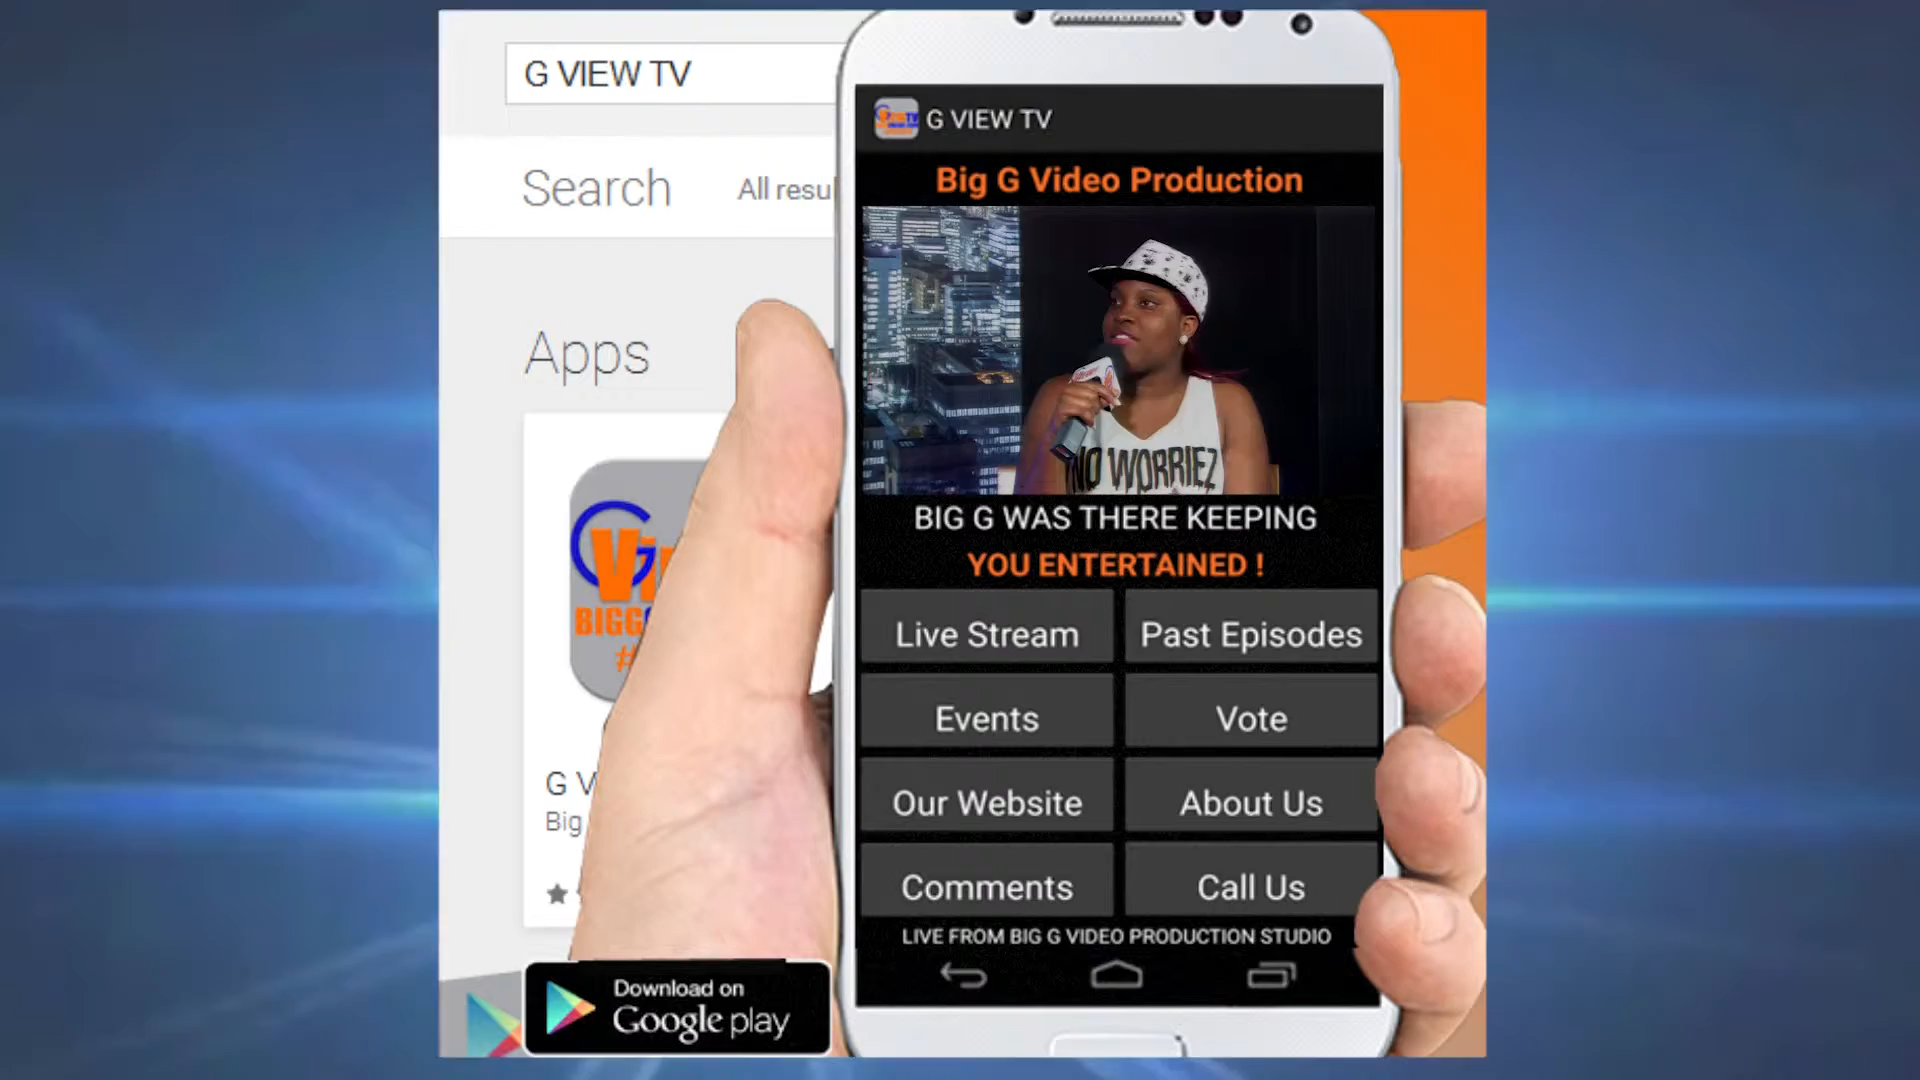 G VIEW TV
Search
All resu
Apps
BIGG
#
G V
Big
Download on
Google play
G VIEW TV
Big G Video Production
NO WORRIEZ
BIG G WAS THERE KEEPING
YOU ENTERTAINED !
Live Stream
Past Episodes
Events
Vote
Our Website
About Us
Comments
Call Us
LIVE FROM BIG G VIDEO PRODUCTION STUDIO